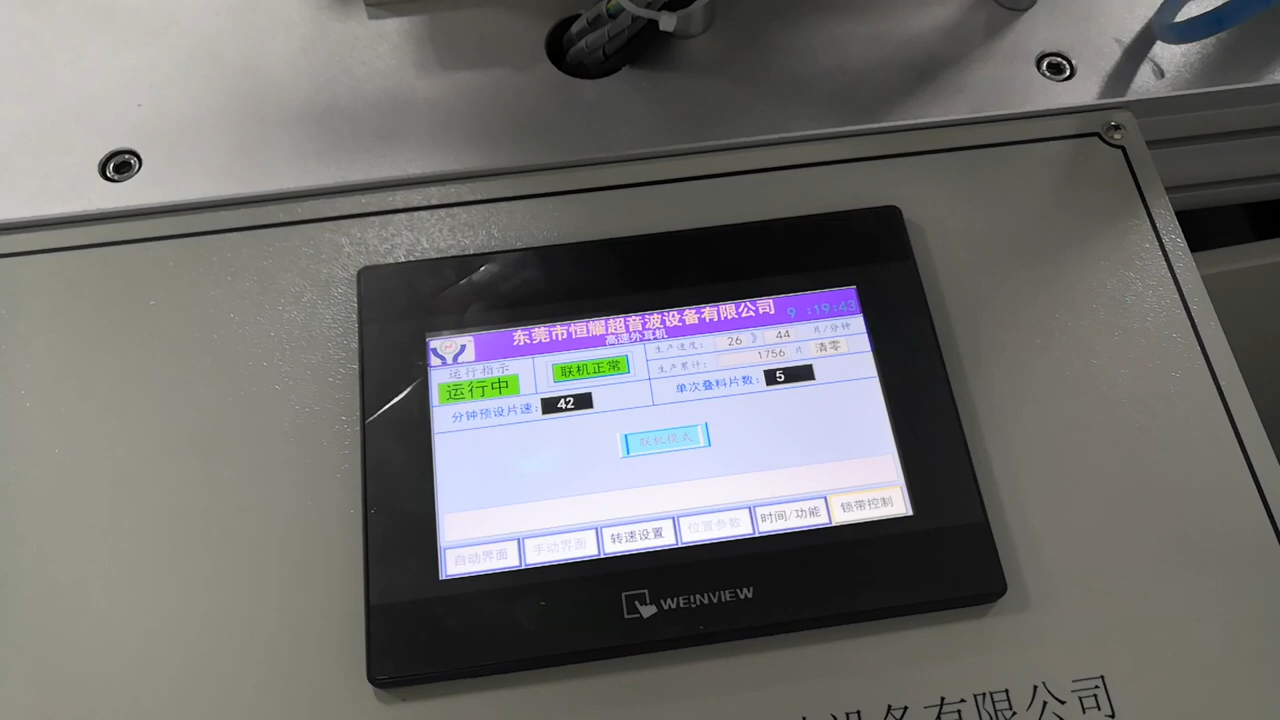 东莞市恒耀超音波设备有限公司
9 :19:43
高速外耳机
运行指示
运行中
联机正常
生产速度: 26 》 44 片/分钟
生产累计: 1756 片 清零
分钟预设片速: 42
单次叠料片数: 5
联机模式
自动界面
手动界面
转速设置
位置参数
时间/功能
锁带控制
WEINVIEW
设备有限公司